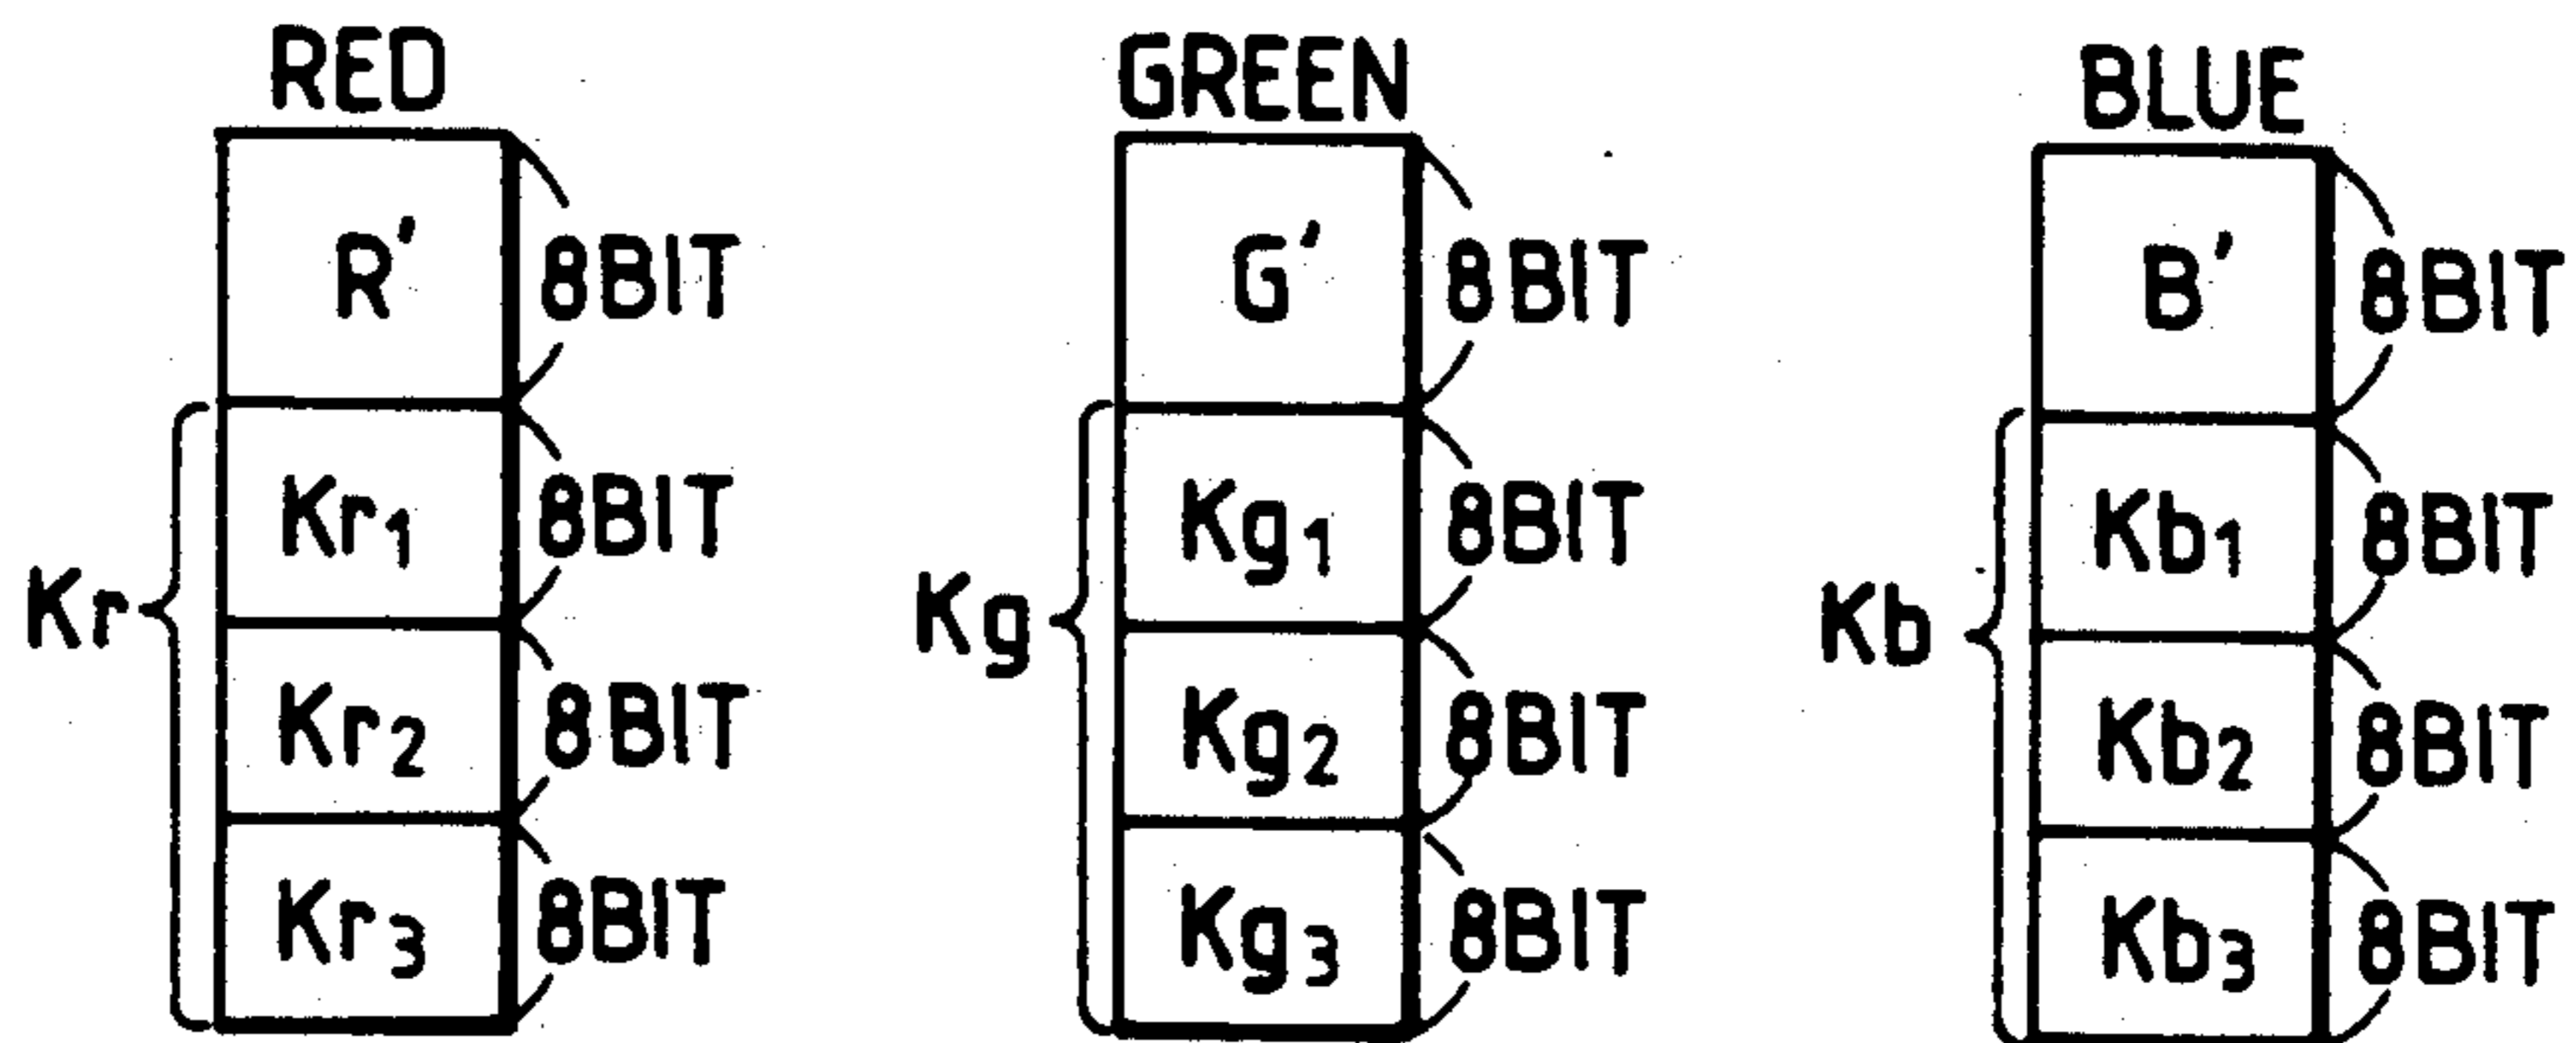 RED GREEN BLUE
R′ 8BIT G′ 8BIT B′ 8BIT
Kr1 8BIT Kg1 8BIT Kb1 8BIT
Kr Kg Kb
Kr2 8BIT Kg2 8BIT Kb2 8BIT
Kr3 8BIT Kg3 8BIT Kb3 8BIT